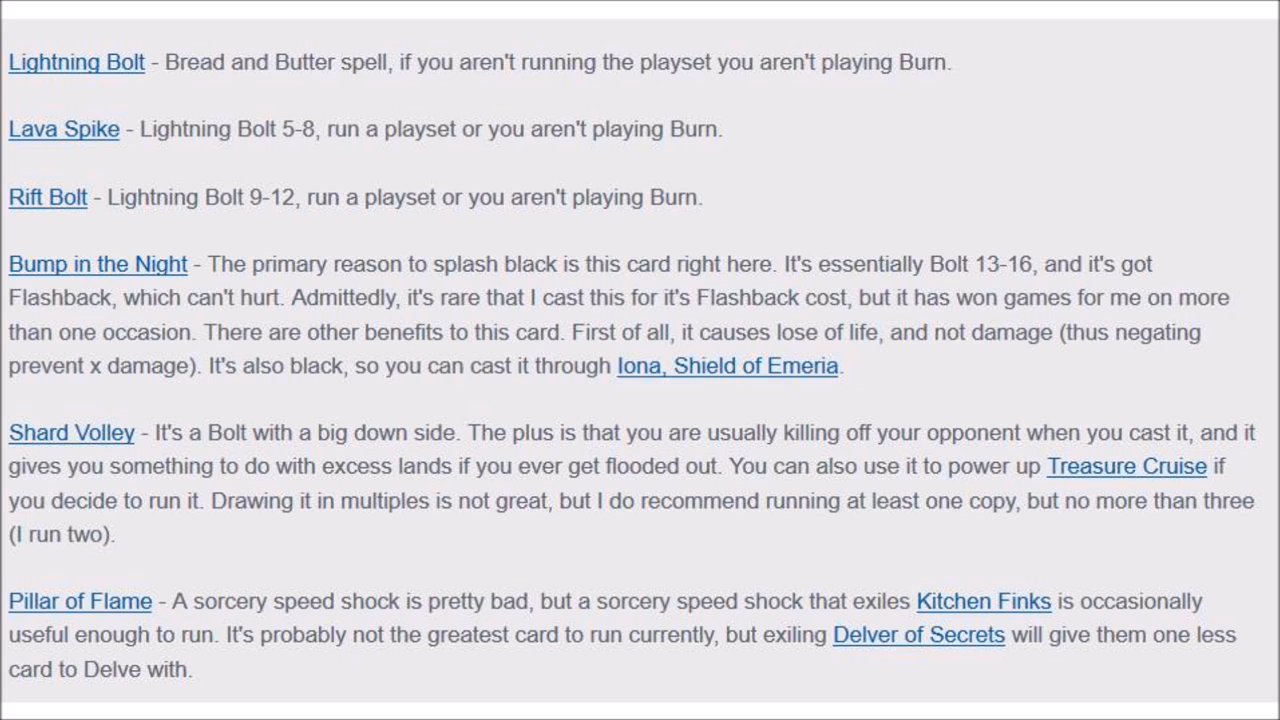 Lightning Bolt - Bread and Butter spell, if you aren't running the playset you aren't playing Burn.
Lava Spike - Lightning Bolt 5-8, run a playset or you aren't playing Burn.
Rift Bolt - Lightning Bolt 9-12, run a playset or you aren't playing Burn.
Bump in the Night - The primary reason to splash black is this card right here. It's essentially Bolt 13-16, and it's got
Flashback, which can't hurt. Admittedly, it's rare that I cast this for it's Flashback cost, but it has won games for me on more
than one occasion. There are other benefits to this card. First of all, it causes lose of life, and not damage (thus negating
prevent x damage). It's also black, so you can cast it through Iona, Shield of Emeria.
Shard Volley - It's a Bolt with a big down side. The plus is that you are usually killing off your opponent when you cast it, and it
gives you something to do with excess lands if you ever get flooded out. You can also use it to power up Treasure Cruise if
you decide to run it. Drawing it in multiples is not great, but I do recommend running at least one copy, but no more than three
(I run two).
Pillar of Flame - A sorcery speed shock is pretty bad, but a sorcery speed shock that exiles Kitchen Finks is occasionally
useful enough to run. It's probably not the greatest card to run currently, but exiling Delver of Secrets will give them one less
card to Delve with.